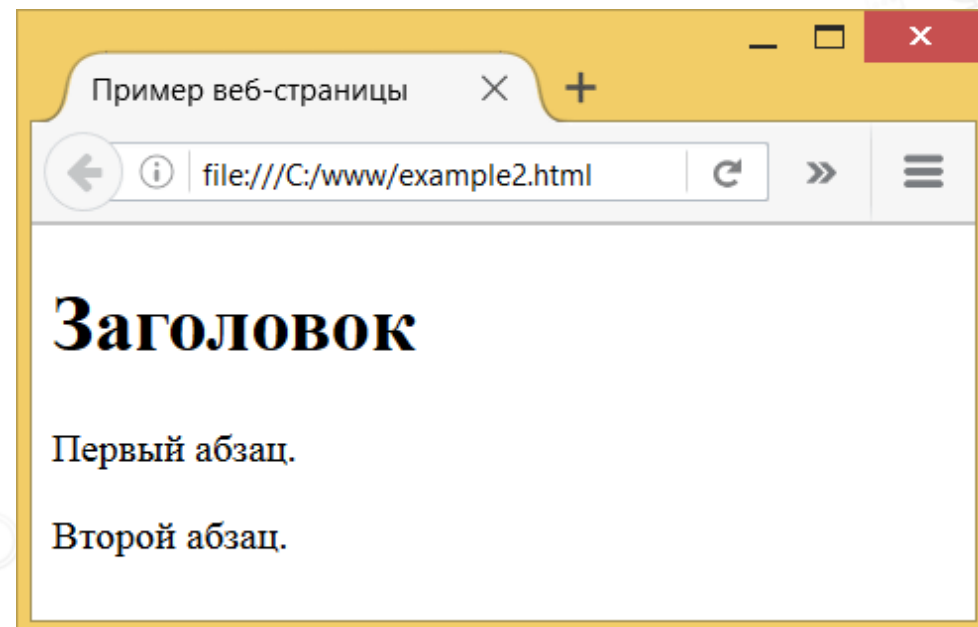 Пример веб-страницы
file:///C:/www/example2.html
Заголовок
Первый абзац.
Второй абзац.